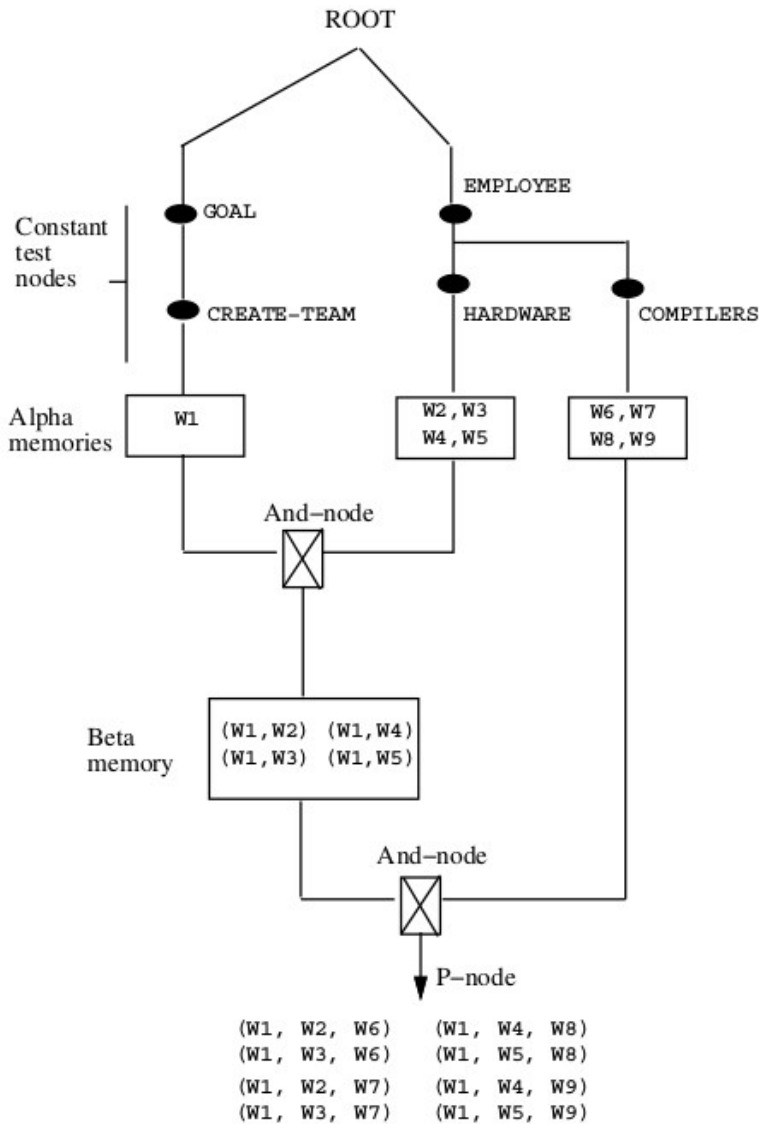 ROOT
EMPLOYEE
GOAL
Constant
test
nodes
CREATE-TEAM
HARDWARE
COMPILERS
Alpha
memories
W1
W2,W3
W4,W5
W6,W7
W8,W9
And-node
Beta
memory
(W1,W2) (W1,W4)
(W1,W3) (W1,W5)
And-node
P-node
(W1, W2, W6) (W1, W4, W8)
(W1, W3, W6) (W1, W5, W8)
(W1, W2, W7) (W1, W4, W9)
(W1, W3, W7) (W1, W5, W9)